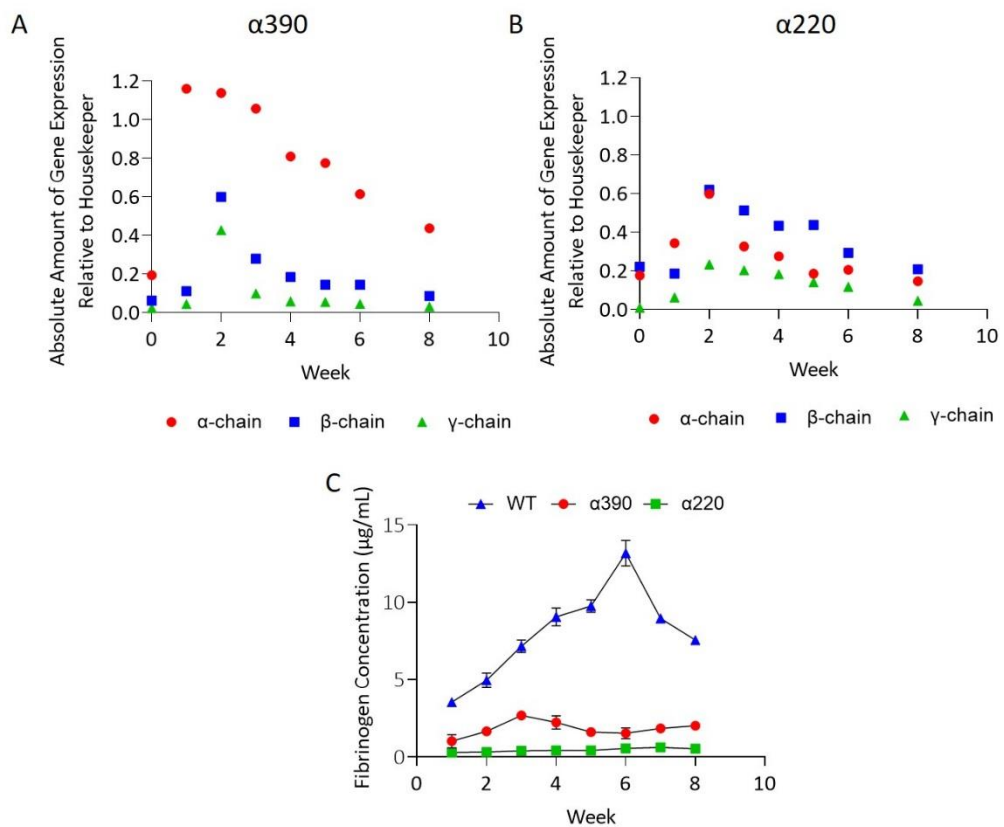 A
α390
Absolute Amount of Gene Expression
Relative to Housekeeper
1.2
1.0
0.8
0.6
0.4
0.2
0.0
0 2 4 6 8 10
Week
α-chain β-chain γ-chain
B
α220
Absolute Amount of Gene Expression
Relative to Housekeeper
1.2
1.0
0.8
0.6
0.4
0.2
0.0
0 2 4 6 8 10
Week
α-chain β-chain γ-chain
C
WT α390 α220
Fibrinogen Concentration (µg/mL)
15
10
5
0
0 2 4 6 8 10
Week